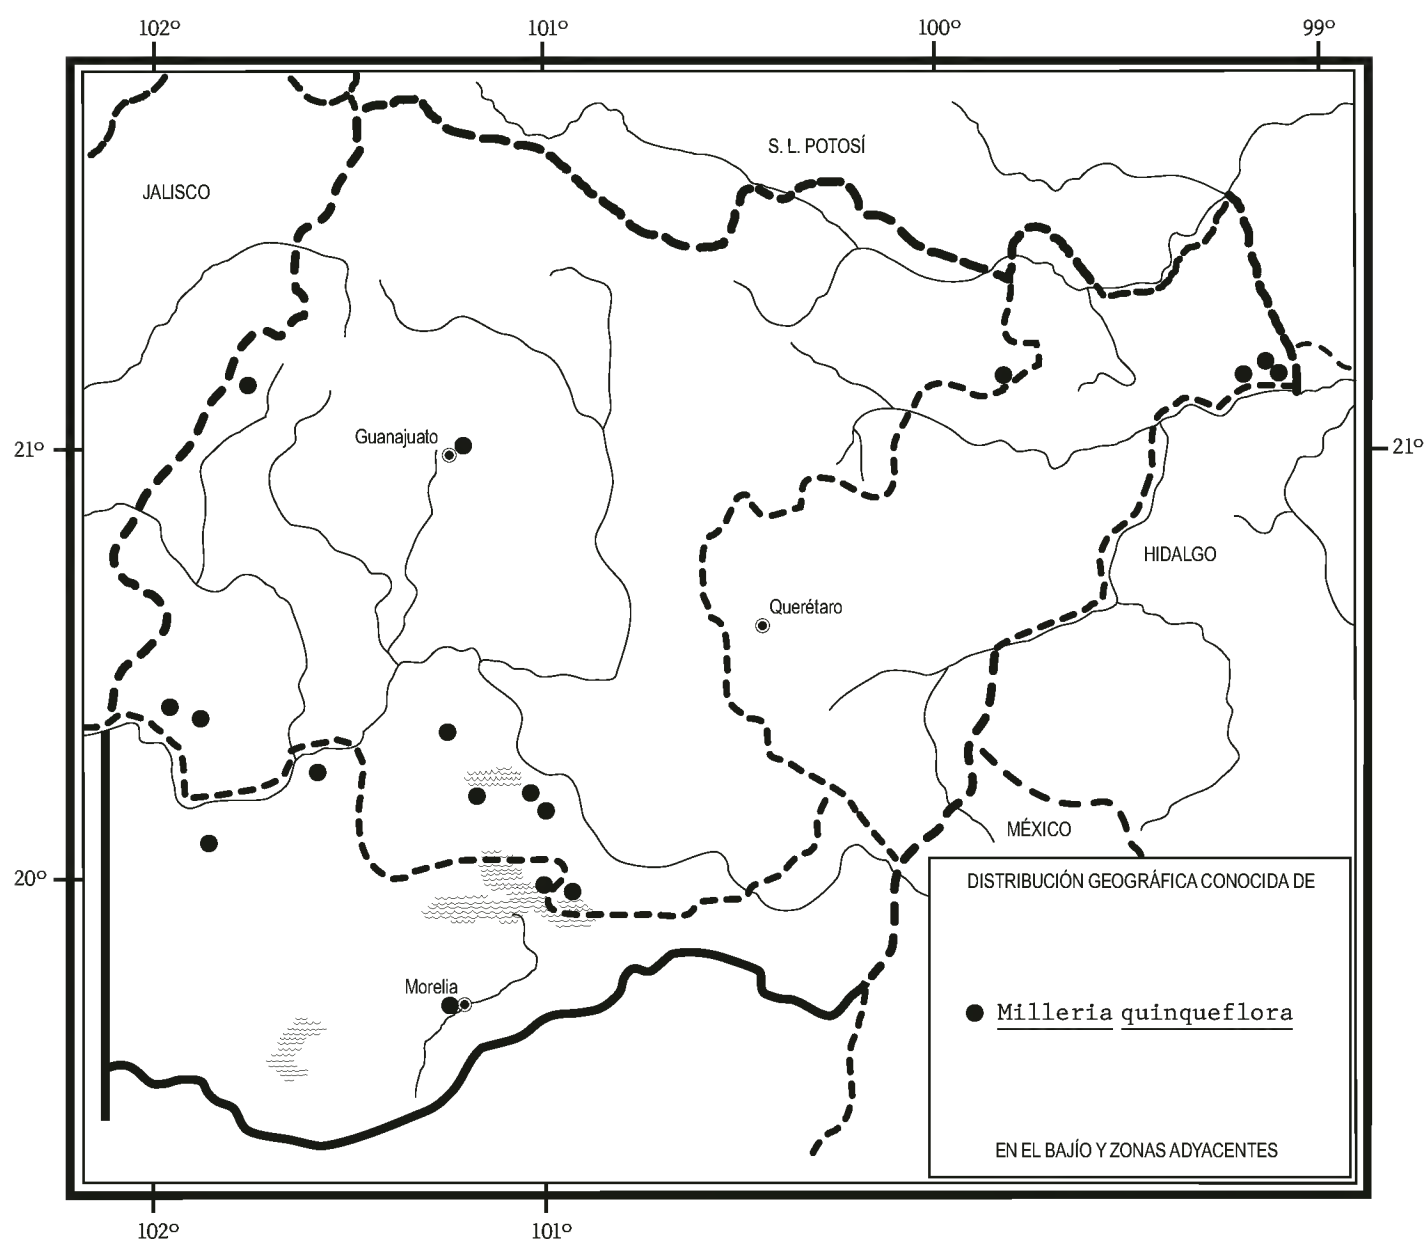 102º 101º 100º 99º
S. L. POTOSÍ
JALISCO
Guanajuato
21º 21º
HIDALGO
Querétaro
MÉXICO
20º
DISTRIBUCIÓN GEOGRÁFICA CONOCIDA DE
Morelia
Milleria quinqueflora
EN EL BAJÍO Y ZONAS ADYACENTES
102º 101º